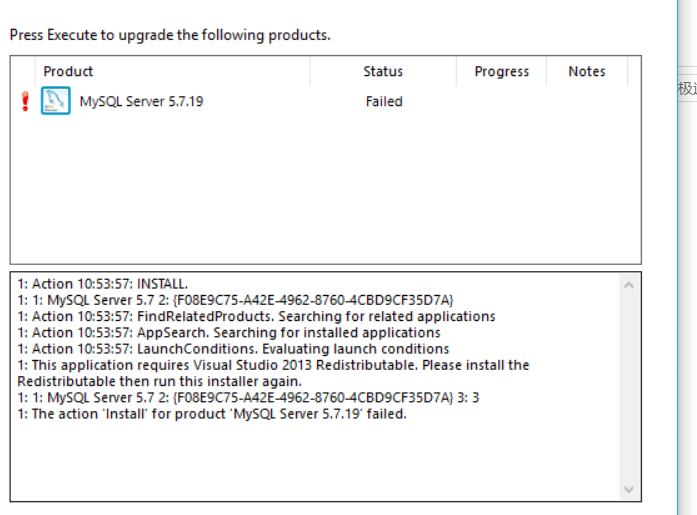 Press Execute to upgrade the following products.
Product Status Progress Notes
MySQL Server 5.7.19 Failed
1: Action 10:53:57: INSTALL.
1: 1: MySQL Server 5.7 2: {F08E9C75-A42E-4962-8760-4CBD9CF35D7A}
1: Action 10:53:57: FindRelatedProducts. Searching for related applications
1: Action 10:53:57: AppSearch. Searching for installed applications
1: Action 10:53:57: LaunchConditions. Evaluating launch conditions
1: This application requires Visual Studio 2013 Redistributable. Please install the
Redistributable then run this installer again.
1: 1: MySQL Server 5.7 2: {F08E9C75-A42E-4962-8760-4CBD9CF35D7A} 3: 3
1: The action 'Install' for product 'MySQL Server 5.7.19' failed.